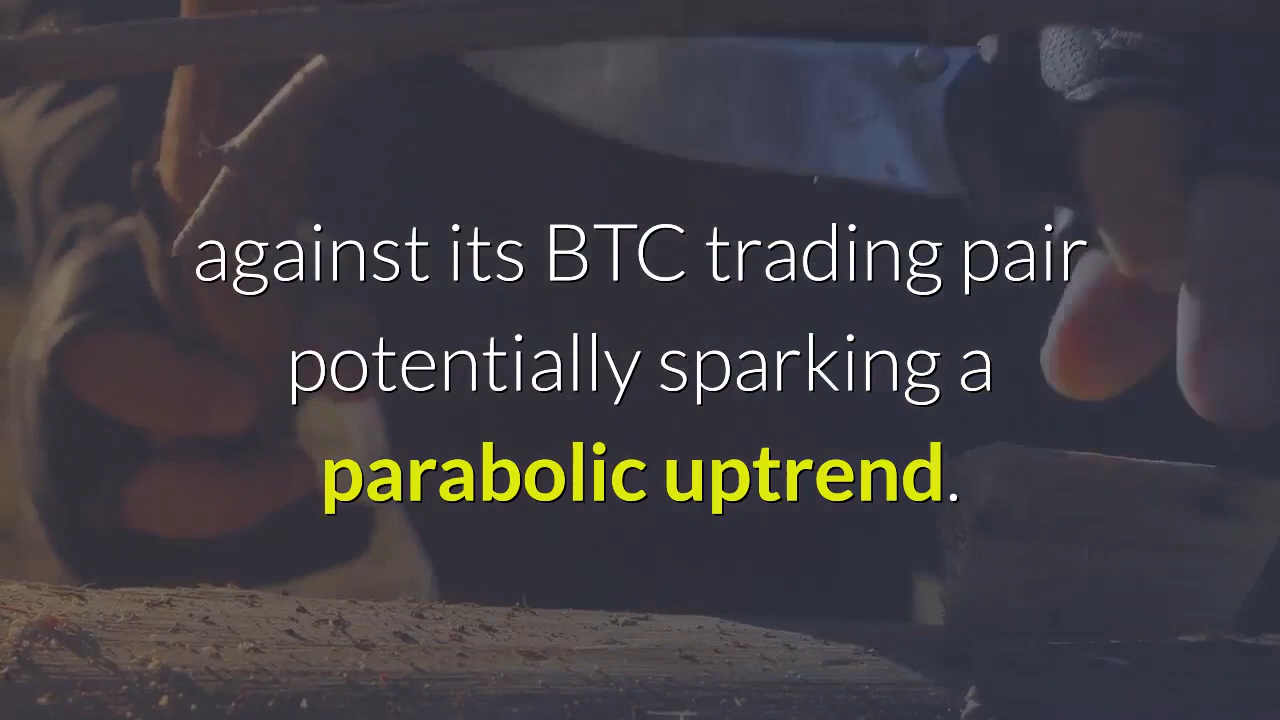 against its BTC trading pair
potentially sparking a
parabolic uptrend.